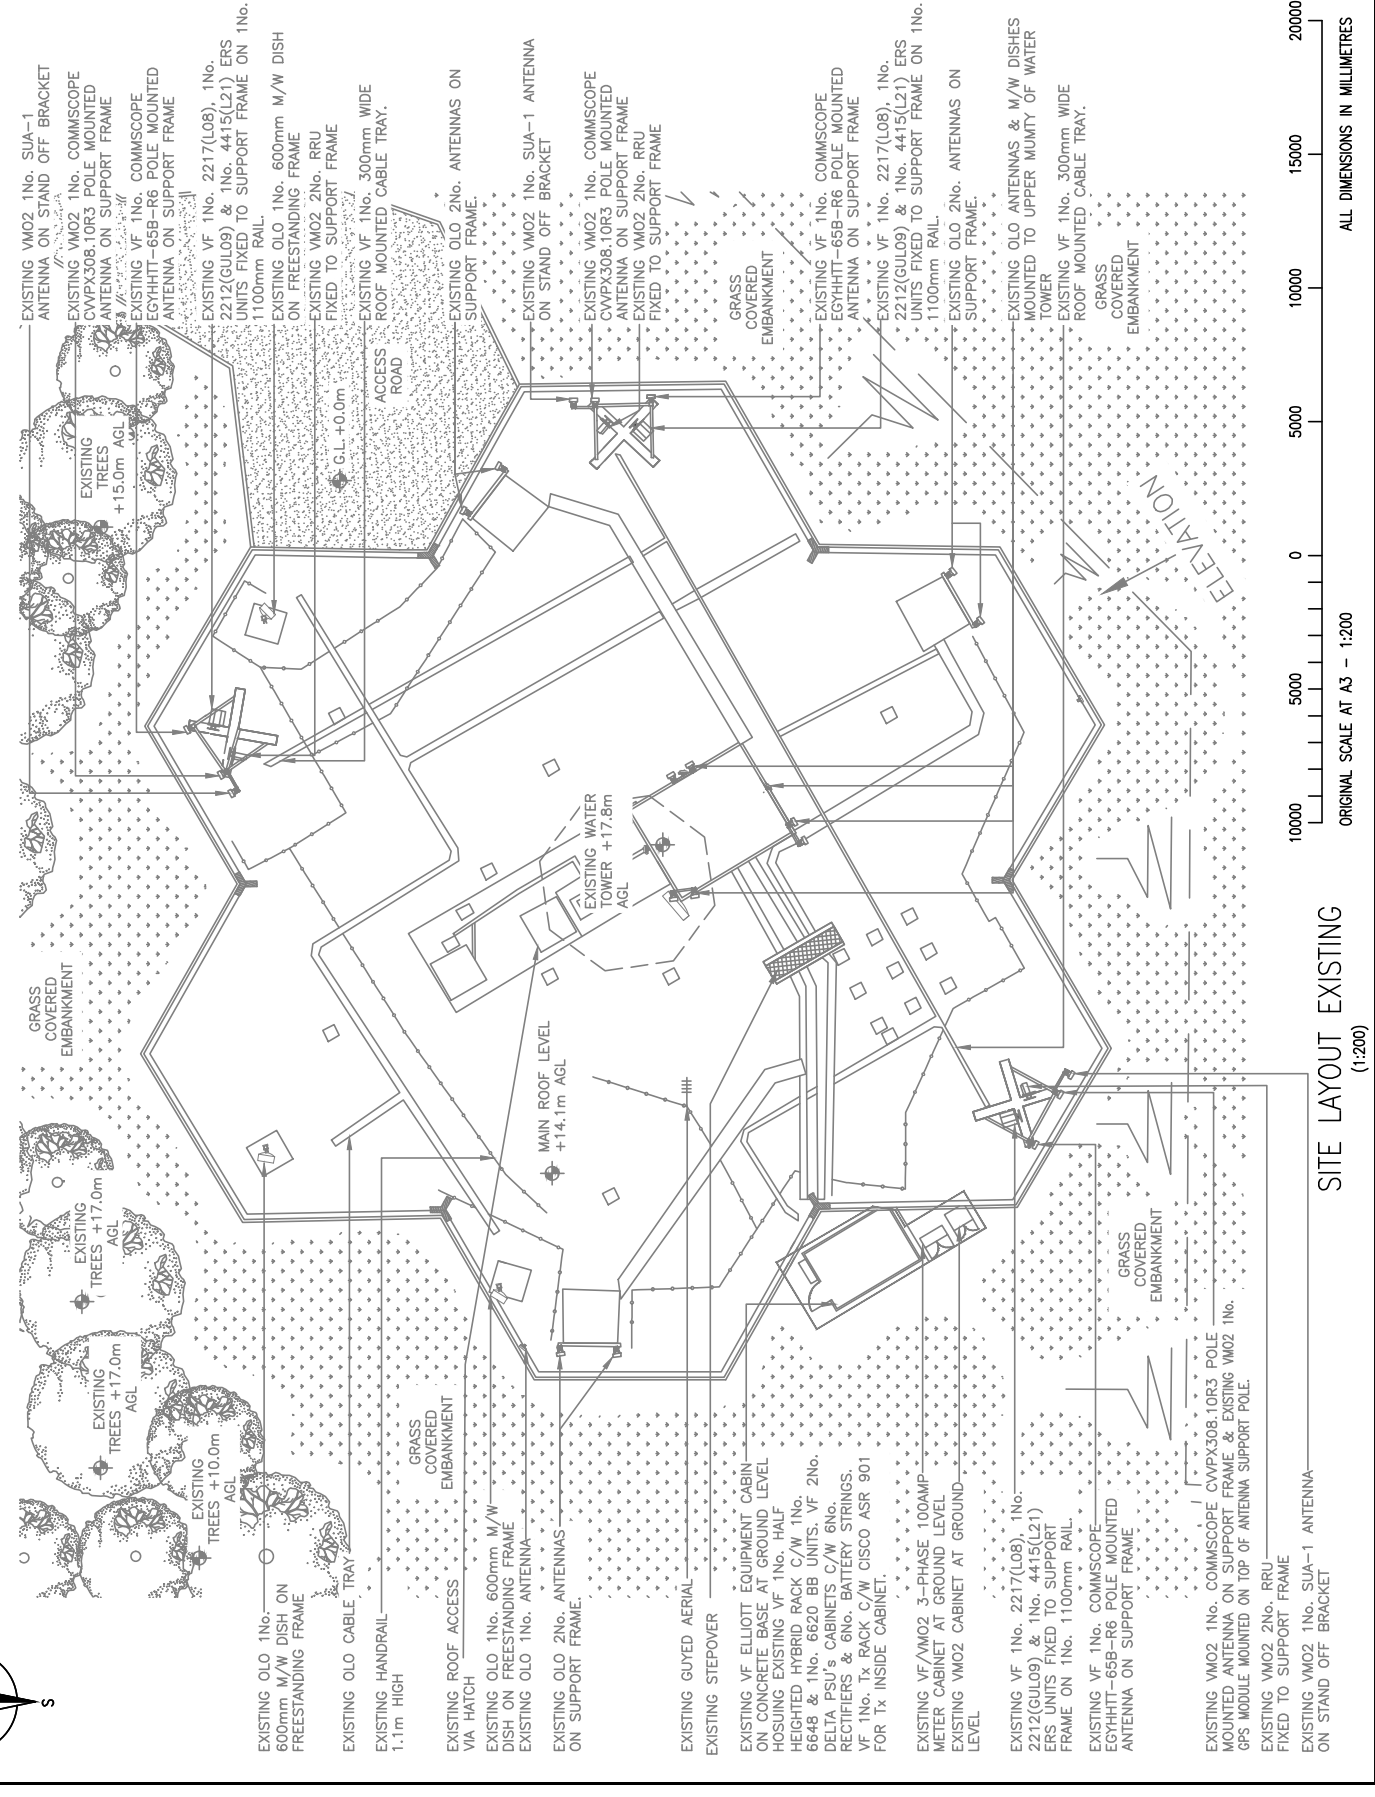 S
EXISTING OLO 1No.
600mm M/W DISH ON
FREESTANDING FRAME
EXISTING OLO CABLE TRAY
EXISTING HANDRAIL
1.1m HIGH
EXISTING ROOF ACCESS
VIA HATCH
EXISTING OLO 1No. 600mm M/W
DISH ON FREESTANDING FRAME
EXISTING OLO 1No. ANTENNA
EXISTING OLO 2No. ANTENNAS
ON SUPPORT FRAME.
EXISTING GUYED AERIAL
EXISTING STEPOVER
EXISTING VF ELLIOTT EQUIPMENT CABIN
ON CONCRETE BASE AT GROUND LEVEL
HOSUING EXISTING VF 1No. HALF
HEIGHTED HYBRID RACK C/W 1No.
6648 & 1No. 6620 BB UNITS. VF 2No.
DELTA PSU's CABINETS C/W 6No.
RECTIFIERS & 6No. BATTERY STRINGS.
VF 1No. Tx RACK C/W CISCO ASR 901
FOR Tx INSIDE CABINET.
EXISTING VF/VMO2 3-PHASE 100AMP
METER CABINET AT GROUND LEVEL
EXISTING VMO2 CABINET AT GROUND
LEVEL
EXISTING VF 1No. 2217(L08), 1No.
2212(GUL09) & 1No. 4415(L21)
ERS UNITS FIXED TO SUPPORT
FRAME ON 1No. 1100mm RAIL.
EXISTING VF 1No. COMMSCOPE
EGYHHTT-65B-R6 POLE MOUNTED
ANTENNA ON SUPPORT FRAME
EXISTING VMO2 1No. COMMSCOPE CVVPX308.10R3 POLE
MOUNTED ANTENNA ON SUPPORT FRAME & EXISTING VMO2 1No.
GPS MODULE MOUNTED ON TOP OF ANTENNA SUPPORT POLE.
EXISTING VMO2 2No. RRU
FIXED TO SUPPORT FRAME
EXISTING VMO2 1No. SUA-1 ANTENNA
ON STAND OFF BRACKET
EXISTING
TREES +10.0m
AGL
EXISTING
TREES +17.0m
AGL
EXISTING
TREES +17.0m
AGL
GRASS
COVERED
EMBANKMENT
GRASS
COVERED
EMBANKMENT
GRASS
COVERED
EMBANKMENT
MAIN ROOF LEVEL
+14.1m AGL
EXISTING WATER
TOWER +17.8m
AGL
EXISTING
TREES
+15.0m AGL
G.L +0.0m
ACCESS
ROAD
ELEVATION
GRASS
COVERED
EMBANKMENT
GRASS
COVERED
EMBANKMENT
EXISTING VMO2 1No. SUA-1
ANTENNA ON STAND OFF BRACKET
EXISTING VMO2 1No. COMMSCOPE
CVVPX308.10R3 POLE MOUNTED
ANTENNA ON SUPPORT FRAME
EXISTING VF 1No. COMMSCOPE
EGYHHTT-65B-R6 POLE MOUNTED
ANTENNA ON SUPPORT FRAME
EXISTING VF 1No. 2217(L08), 1No.
2212(GUL09) & 1No. 4415(L21) ERS
UNITS FIXED TO SUPPORT FRAME ON 1No.
1100mm RAIL.
EXISTING OLO 1No. 600mm M/W DISH
ON FREESTANDING FRAME
EXISTING VMO2 2No. RRU
FIXED TO SUPPORT FRAME
EXISTING VF 1No. 300mm WIDE
ROOF MOUNTED CABLE TRAY.
EXISTING OLO 2No. ANTENNAS ON
SUPPORT FRAME.
EXISTING VMO2 1No. SUA-1 ANTENNA
ON STAND OFF BRACKET
EXISTING VMO2 1No. COMMSCOPE
CVVPX308.10R3 POLE MOUNTED
ANTENNA ON SUPPORT FRAME
EXISTING VMO2 2No. RRU
FIXED TO SUPPORT FRAME
EXISTING VF 1No. COMMSCOPE
EGYHHTT-65B-R6 POLE MOUNTED
ANTENNA ON SUPPORT FRAME
EXISTING VF 1No. 2217(L08), 1No.
2212(GUL09) & 1No. 4415(L21) ERS
UNITS FIXED TO SUPPORT FRAME ON 1No.
1100mm RAIL.
EXISTING OLO 2No. ANTENNAS ON
SUPPORT FRAME.
EXISTING OLO ANTENNAS & M/W DISHES
MOUNTED TO UPPER MUMTY OF WATER
TOWER
EXISTING VF 1No. 300mm WIDE
ROOF MOUNTED CABLE TRAY.
SITE LAYOUT EXISTING
(1:200)
10000 5000 0 5000 10000 15000 20000
ORIGINAL SCALE AT A3 - 1:200
ALL DIMENSIONS IN MILLIMETRES